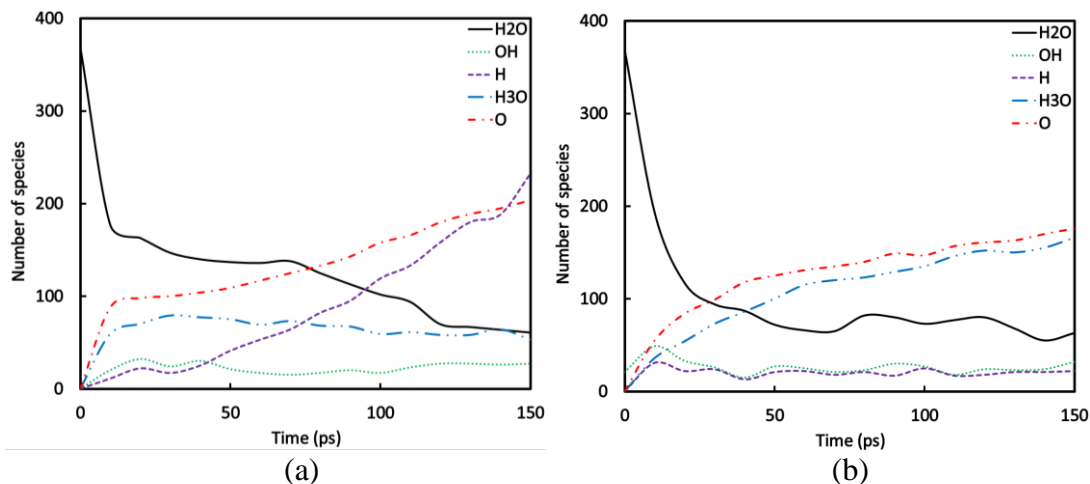 400
300
200
100
0
Number of species
0
50
100
150
Time (ps)
H2O
OH
H
H3O
O
(a)
400
300
200
100
0
Number of species
0
50
100
150
Time (ps)
H2O
OH
H
H3O
O
(b)